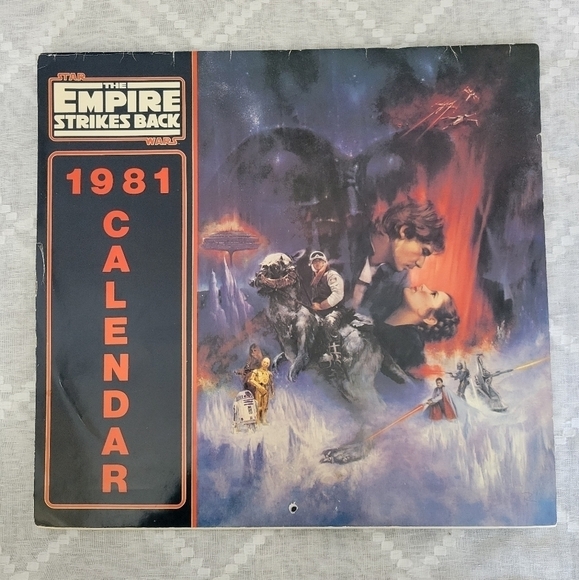 STAR
THE
EMPIRE
STRIKES BACK
WARS
1981
CALENDAR